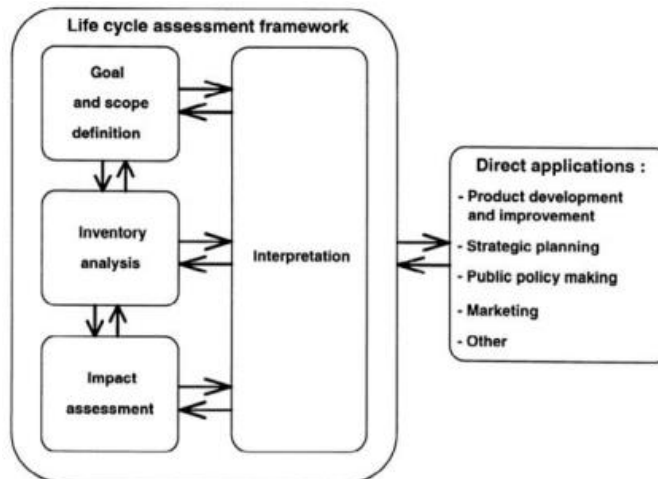 Life cycle assessment framework
Goal
and scope
definition
Inventory
analysis
Interpretation
Impact
assessment
Direct applications :
- Product development
and improvement
- Strategic planning
- Public policy making
- Marketing
- Other